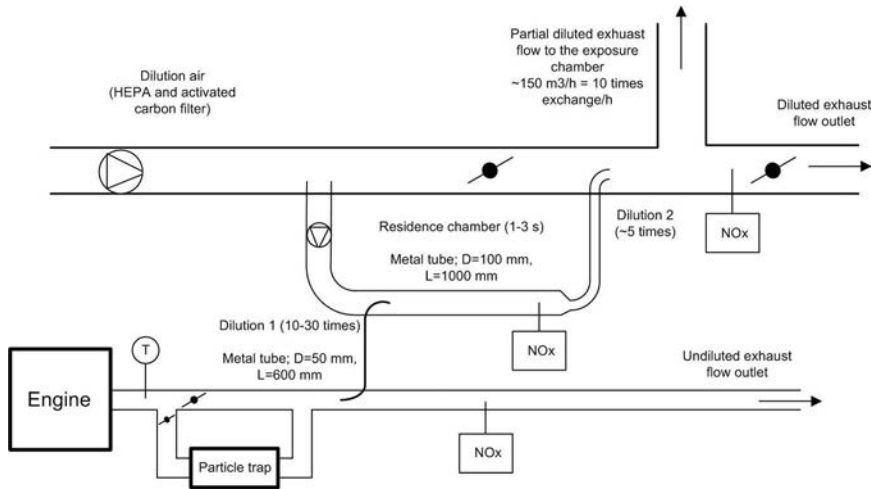 Partial diluted exhuast
flow to the exposure
chamber
~150 m3/h = 10 times
exchange/h
Dilution air
(HEPA and activated
carbon filter)
Diluted exhaust
flow outlet
Residence chamber (1-3 s)
Metal tube; D=100 mm,
L=1000 mm
Dilution 2
(~5 times)
NOx
Dilution 1 (10-30 times)
Metal tube; D=50 mm,
L=600 mm
NOx
T
Undiluted exhaust
flow outlet
Engine
NOx
Particle trap